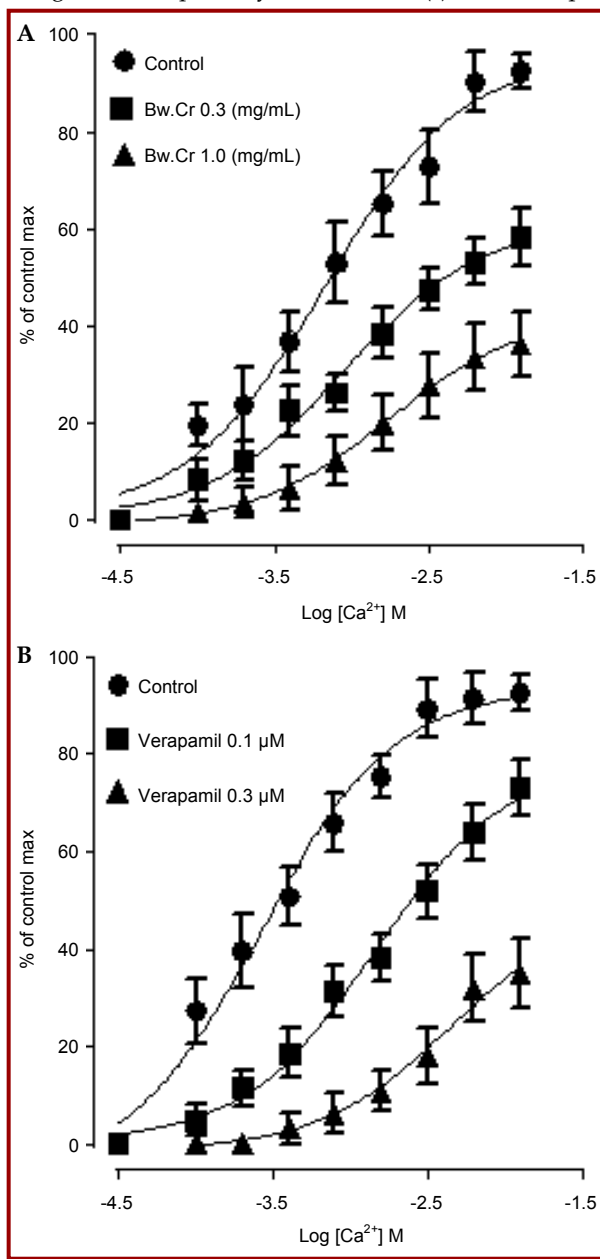 A
Control
Bw.Cr 0.3 (mg/mL)
Bw.Cr 1.0 (mg/mL)
% of control max
100
80
60
40
20
0
-4.5 -3.5 -2.5 -1.5
Log [Ca²⁺] M
B
Control
Verapamil 0.1 µM
Verapamil 0.3 µM
% of control max
100
80
60
40
20
0
-4.5 -3.5 -2.5 -1.5
Log [Ca²⁺] M